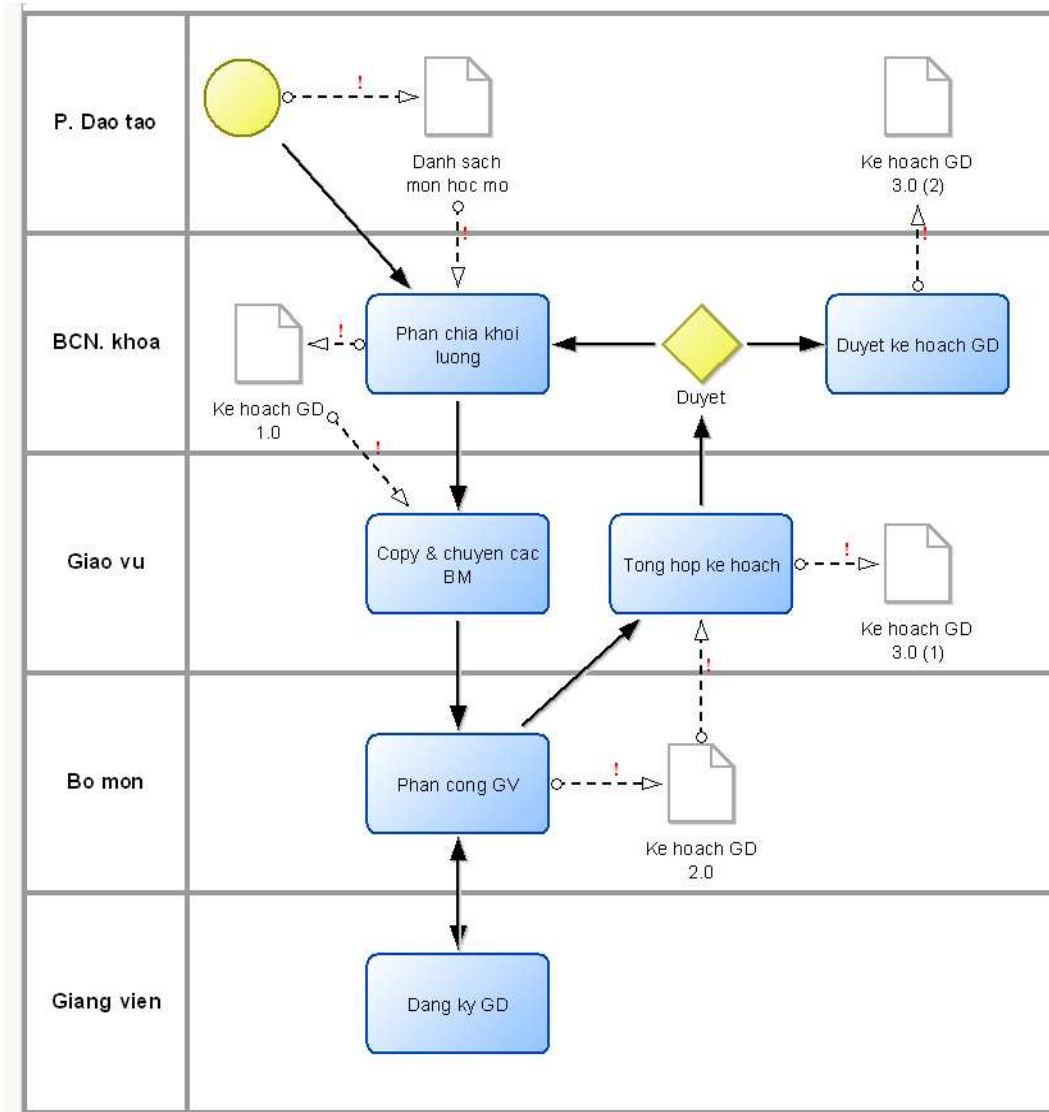 P. Dao tao
!
Danh sach
mon hoc mo
Ke hoach GD
3.0 (2)
!
!
BCN. khoa
!
Phan chia khoi
luong
Duyet
Duyet ke hoach GD
Ke hoach GD
1.0
!
Giao vu
Copy & chuyen cac
BM
Tong hop ke hoach
!
Ke hoach GD
3.0 (1)
!
Bo mon
Phan cong GV
!
Ke hoach GD
2.0
Giang vien
Dang ky GD